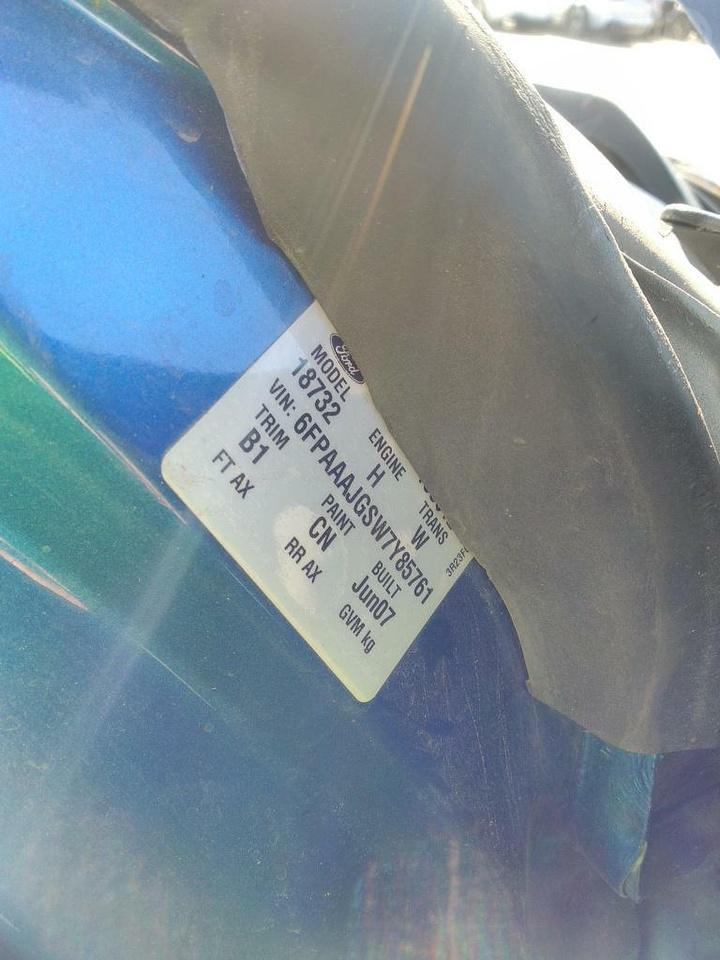 Ford
MODEL ENGINE TRANS
18732 H W
VIN: 6FPAAAJGSW7Y85761
TRIM PAINT BUILT
B1 CN Jun07
FT AX RR AX GVM kg